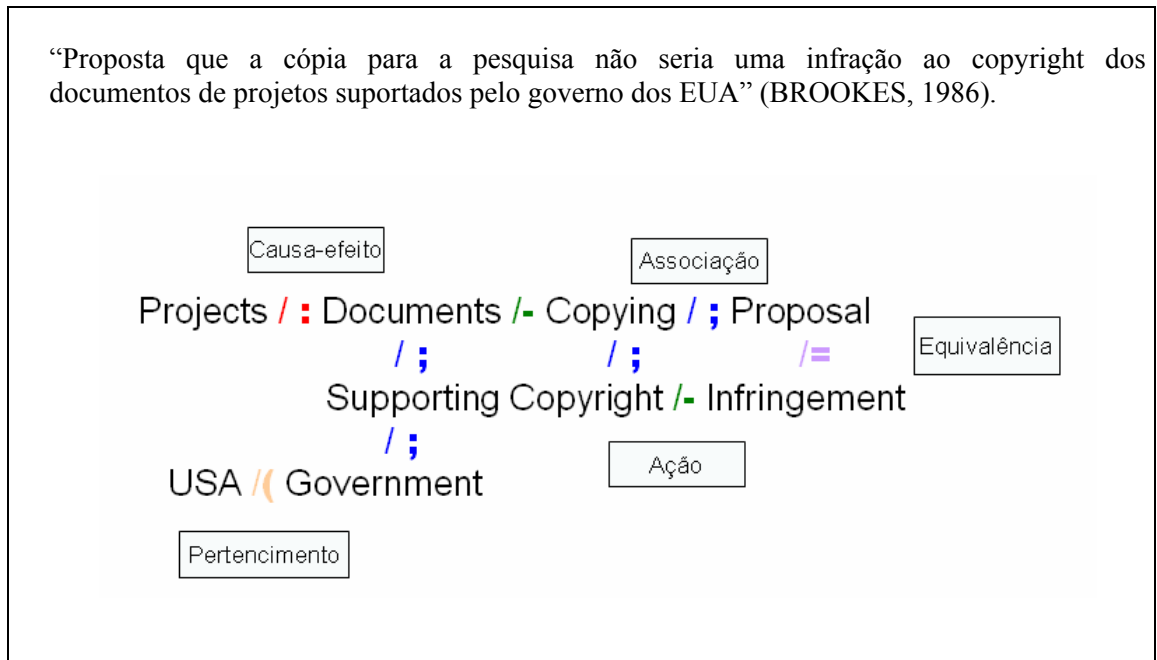 “Proposta que a cópia para a pesquisa não seria uma infração ao copyright dos
documentos de projetos suportados pelo governo dos EUA” (BROOKES, 1986).
Causa-efeito
Associação
Projects / : Documents /- Copying / ; Proposal
/ ; / ; /=
Equivalência
Supporting Copyright /- Infringement
/ ;
Ação
USA /( Government
Pertencimento